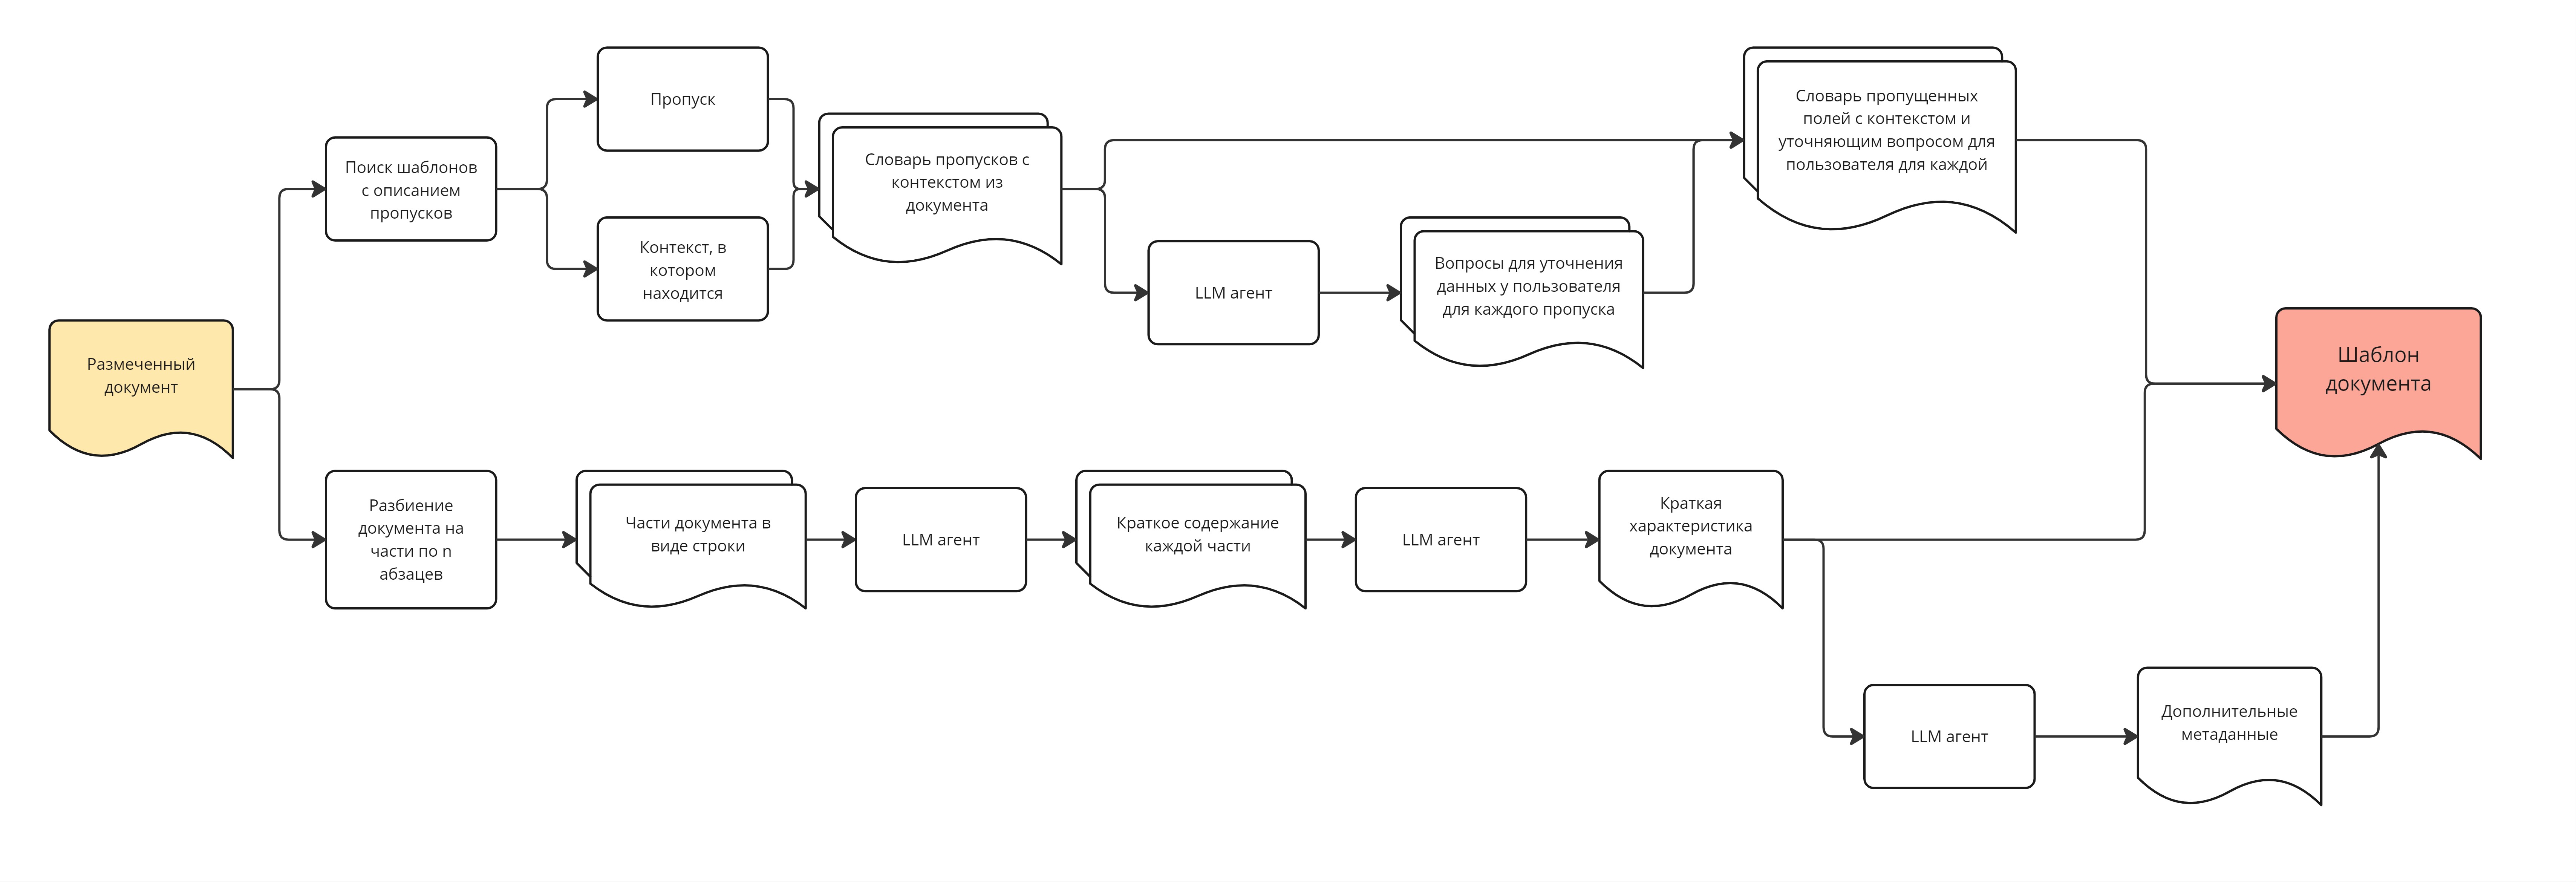 Размеченный
документ
Поиск шаблонов
с описанием
пропусков
Пропуск
Контекст, в
котором
находится
Словарь пропусков с
контекстом из
документа
LLM агент
Вопросы для уточнения
данных у пользователя
для каждого пропуска
Словарь пропущенных
полей с контекстом и
уточняющим вопросом для
пользователя для каждой
Разбиение
документа на
части по n
абзацев
Части документа в
виде строки
LLM агент
Краткое содержание
каждой части
LLM агент
Краткая
характеристика
документа
LLM агент
Дополнительные
метаданные
Шаблон
документа